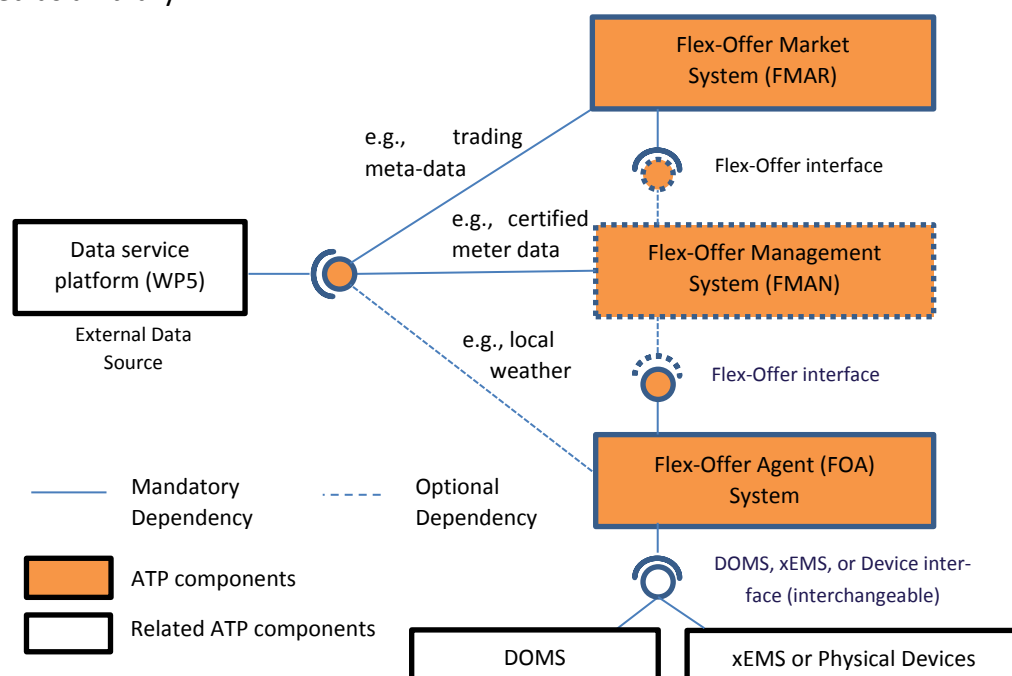 Flex-Offer Market
System (FMAR)
e.g., trading
meta-data
Flex-Offer interface
e.g., certified
meter data
Data service
platform (WP5)
Flex-Offer Management
System (FMAN)
External Data
Source
e.g., local
weather
Flex-Offer interface
Flex-Offer Agent (FOA)
System
Mandatory
Dependency
Optional
Dependency
DOMS, xEMS, or Device inter-
face (interchangeable)
ATP components
Related ATP components
DOMS
xEMS or Physical Devices